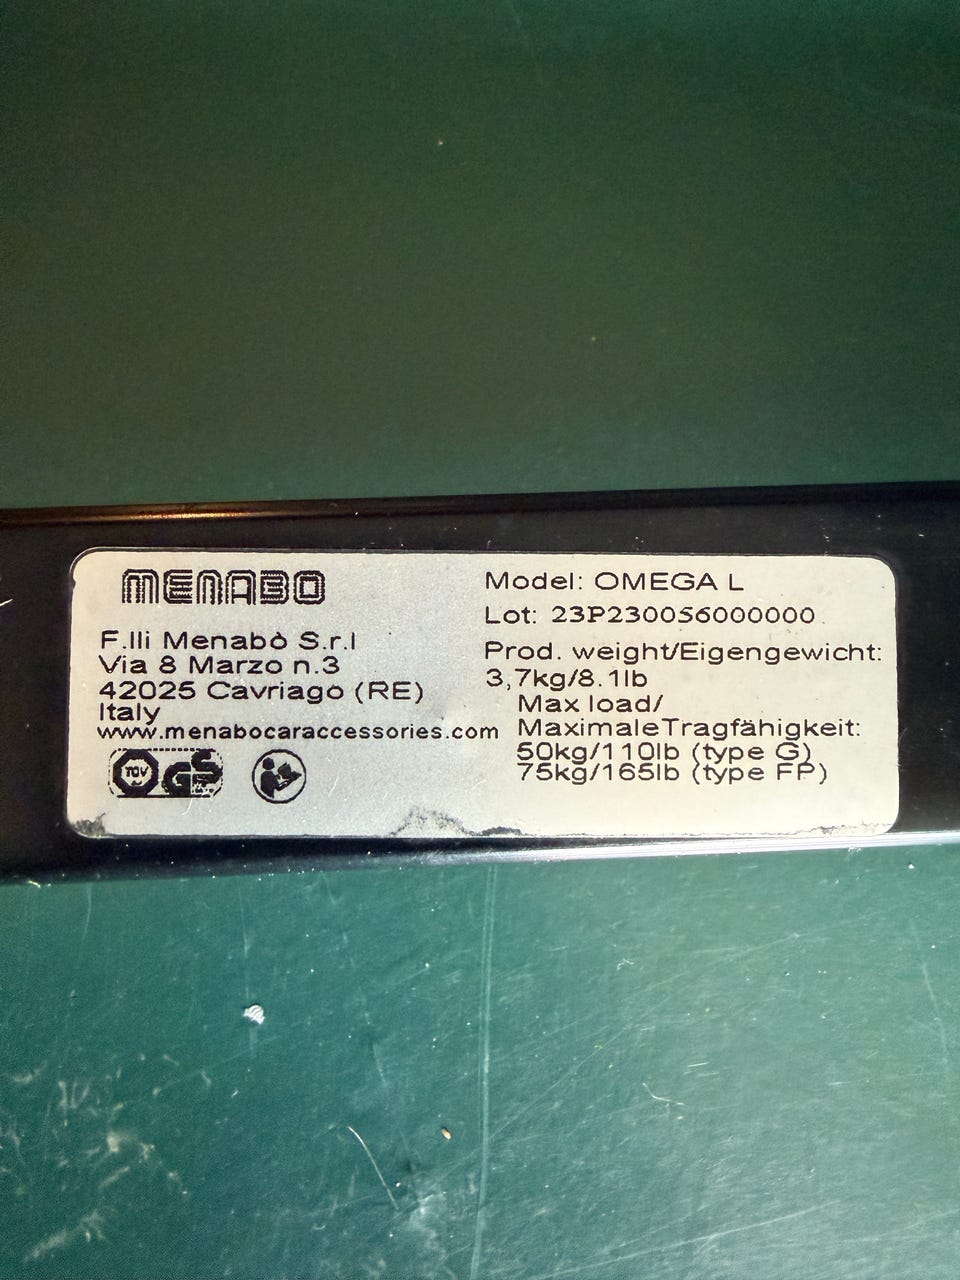 MENABO
F.lli Menabò S.r.l
Via 8 Marzo n.3
42025 Cavriago (RE)
Italy
www.menabocaraccessories.com
TÜV
GS
Model: OMEGA L
Lot: 23P230056000000
Prod. weight/Eigengewicht:
3,7kg/8.1lb
Max load/
MaximaleTragfähigkeit:
50kg/110lb (type G)
75kg/165lb (type FP)